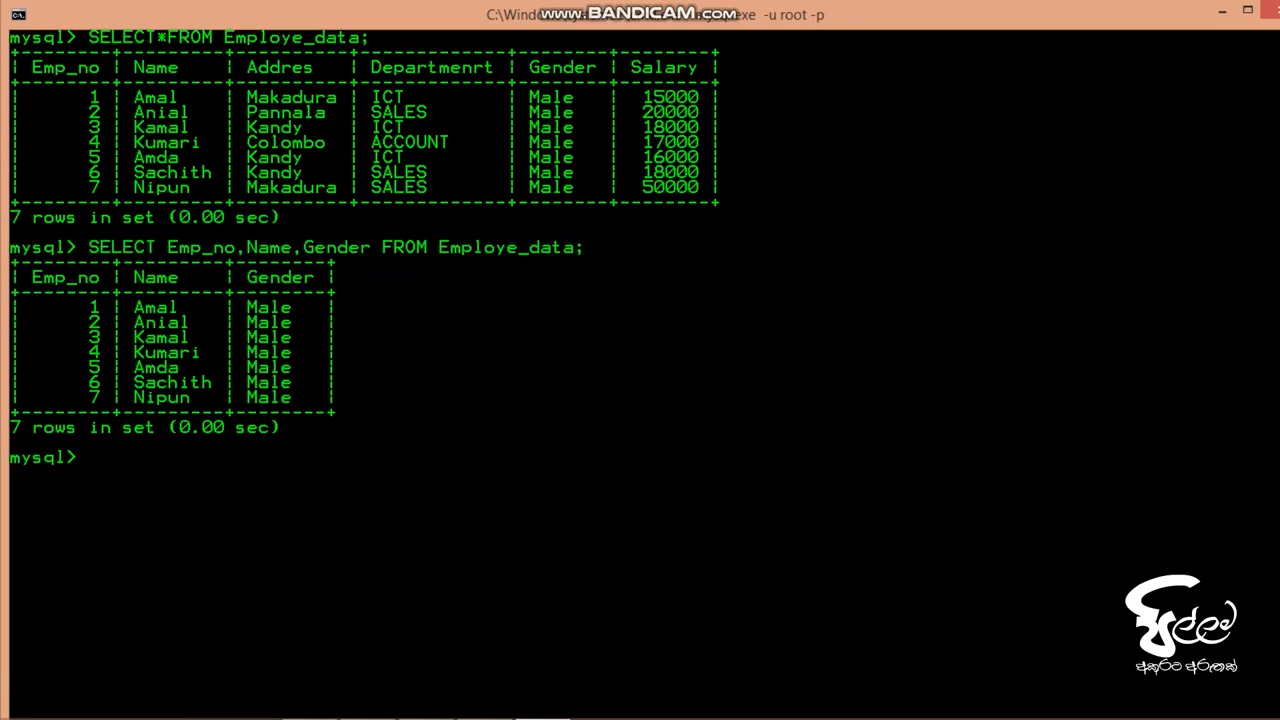 C:\Wind
www.BANDICAM.com
.exe -u root -p
mysql> SELECT*FROM Employe_data;
| Emp_no | Name | Addres | Departmenrt | Gender | Salary |
| 1 | Amal | Makadura | ICT | Male | 15000 |
| 2 | Anial | Pannala | SALES | Male | 20000 |
| 3 | Kamal | Kandy | ICT | Male | 18000 |
| 4 | Kumari | Colombo | ACCOUNT | Male | 17000 |
| 5 | Amda | Kandy | ICT | Male | 16000 |
| 6 | Sachith | Kandy | SALES | Male | 18000 |
| 7 | Nipun | Makadura | SALES | Male | 50000 |
7 rows in set (0.00 sec)
mysql> SELECT Emp_no,Name,Gender FROM Employe_data;
| Emp_no | Name | Gender |
| 1 | Amal | Male |
| 2 | Anial | Male |
| 3 | Kamal | Male |
| 4 | Kumari | Male |
| 5 | Amda | Male |
| 6 | Sachith | Male |
| 7 | Nipun | Male |
7 rows in set (0.00 sec)
mysql>